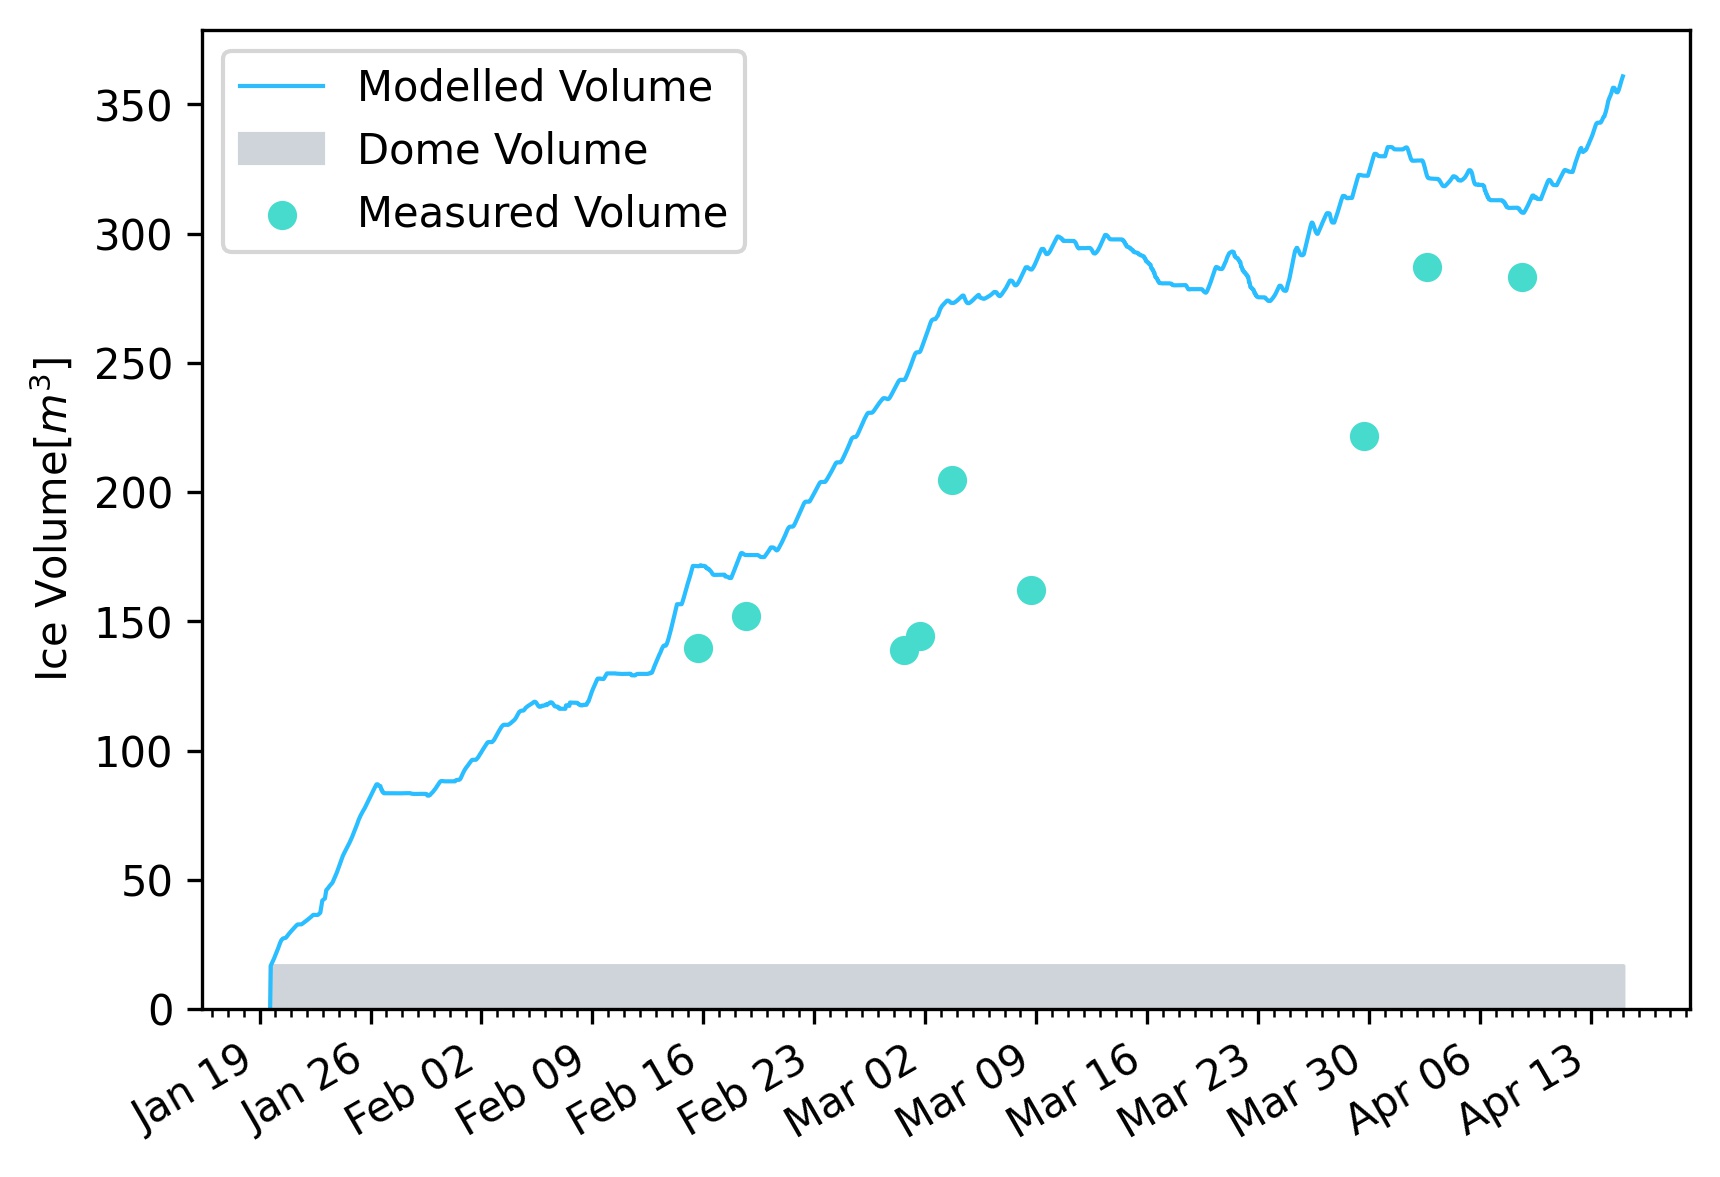 Modelled Volume
Dome Volume
Measured Volume
Ice Volume[m³]
350
300
250
200
150
100
50
0
Jan 19
Jan 26
Feb 02
Feb 09
Feb 16
Feb 23
Mar 02
Mar 09
Mar 16
Mar 23
Mar 30
Apr 06
Apr 13